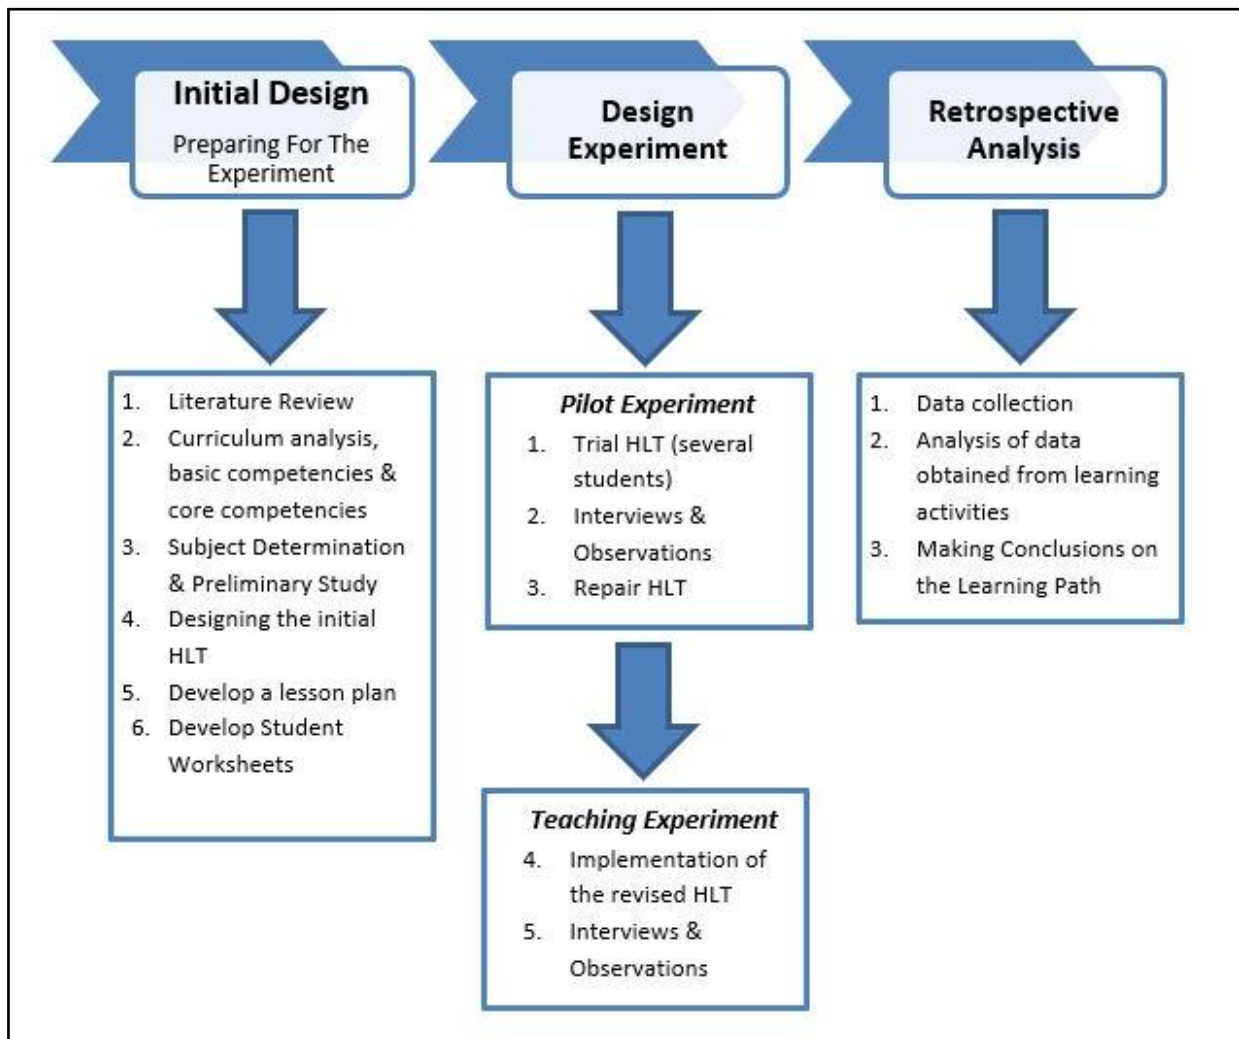 Initial Design
Preparing For The
Experiment
1. Literature Review
2. Curriculum analysis,
basic competencies &
core competencies
3. Subject Determination
& Preliminary Study
4. Designing the initial
HLT
5. Develop a lesson plan
6. Develop Student
Worksheets
Design
Experiment
Pilot Experiment
1. Trial HLT (several
students)
2. Interviews &
Observations
3. Repair HLT
Teaching Experiment
4. Implementation of
the revised HLT
5. Interviews &
Observations
Retrospective
Analysis
1. Data collection
2. Analysis of data
obtained from learning
activities
3. Making Conclusions on
the Learning Path